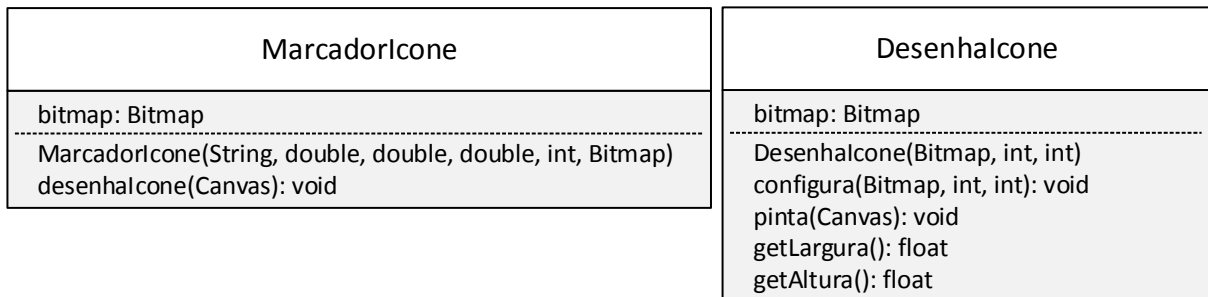 MarcadorIcone
bitmap: Bitmap
MarcadorIcone(String, double, double, double, int, Bitmap)
desenhaIcone(Canvas): void
DesenhaIcone
bitmap: Bitmap
DesenhaIcone(Bitmap, int, int)
configura(Bitmap, int, int): void
pinta(Canvas): void
getLargura(): float
getAltura(): float